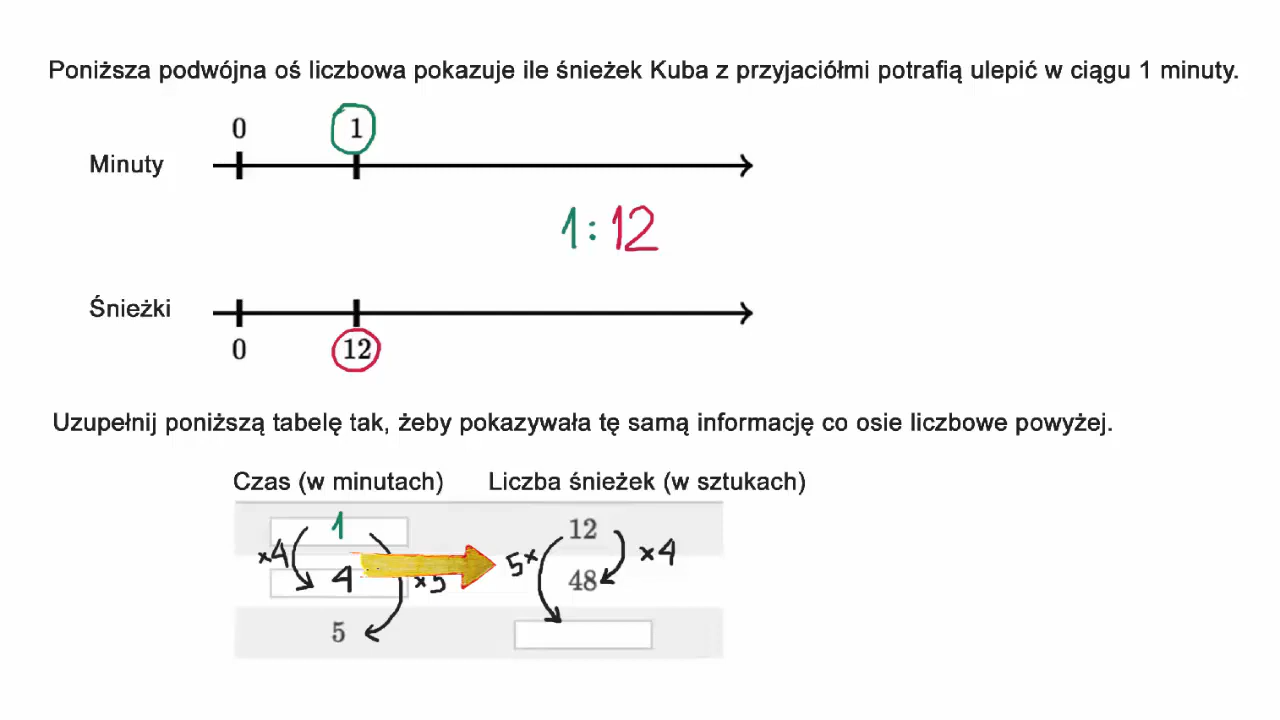 Poniższa podwójna oś liczbowa pokazuje ile śnieżek Kuba z przyjaciółmi potrafią ulepić w ciągu 1 minuty.
0 1
Minuty
1:12
Śnieżki
0 12
Uzupełnij poniższą tabelę tak, żeby pokazywała tę samą informację co osie liczbowe powyżej.
Czas (w minutach) Liczba śnieżek (w sztukach)
1 12
×4 5× ×4
4 ×5 48
5